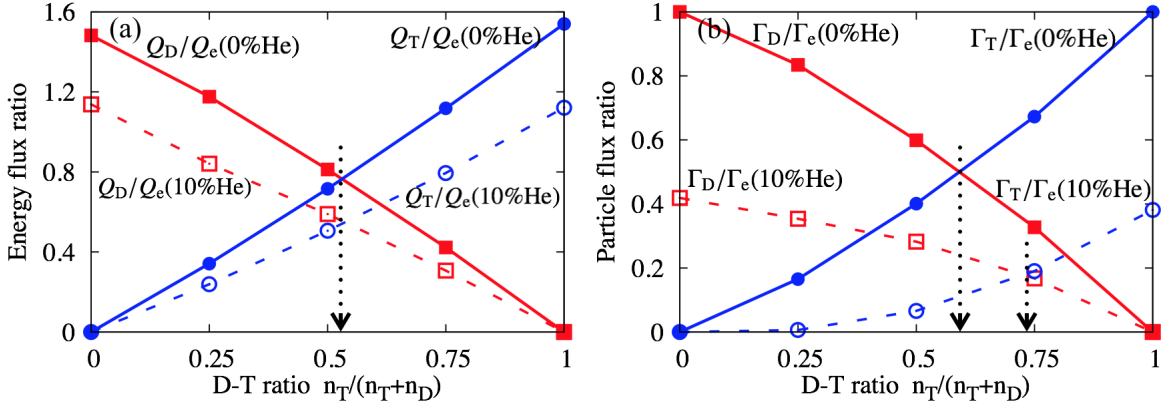 (a)
Q_D/Q_e(0%He)
Q_T/Q_e(0%He)
Q_D/Q_e(10%He)
Q_T/Q_e(10%He)
Energy flux ratio
1.6
1.2
0.8
0.4
0
0 0.25 0.5 0.75 1
D-T ratio n_T/(n_T+n_D)
(b)
Γ_D/Γ_e(0%He)
Γ_T/Γ_e(0%He)
Γ_D/Γ_e(10%He)
Γ_T/Γ_e(10%He)
Particle flux ratio
1
0.8
0.6
0.4
0.2
0
0 0.25 0.5 0.75 1
D-T ratio n_T/(n_T+n_D)